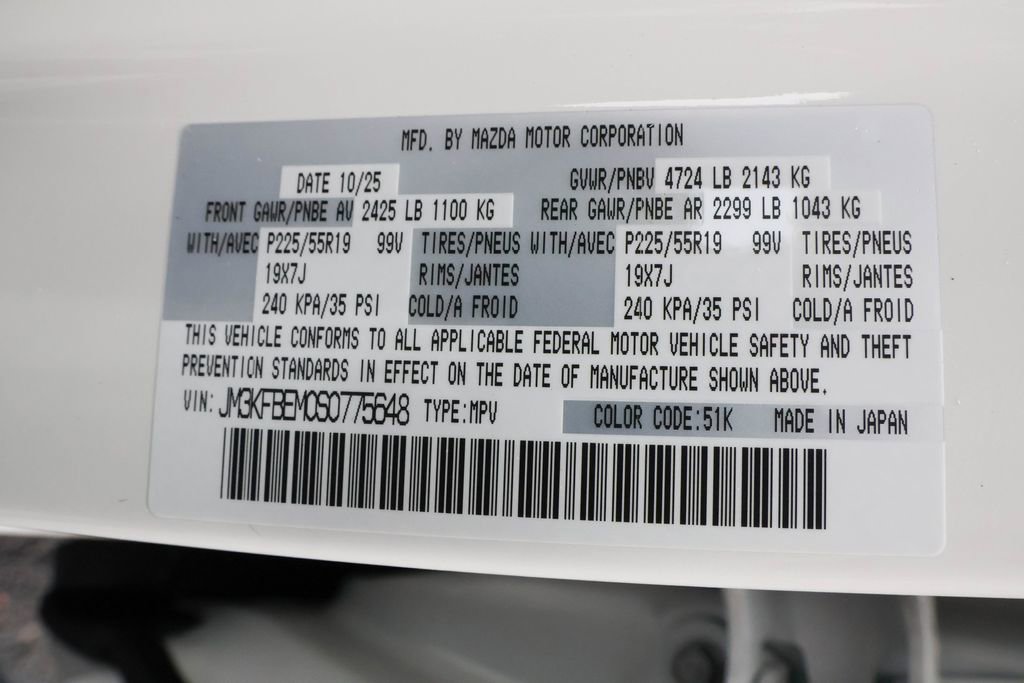 MFD. BY MAZDA MOTOR CORPORATION
DATE 10/25 GVWR/PNBV 4724 LB 2143 KG
FRONT GAWR/PNBE AV 2425 LB 1100 KG REAR GAWR/PNBE AR 2299 LB 1043 KG
WITH/AVEC P225/55R19 99V TIRES/PNEUS WITH/AVEC P225/55R19 99V TIRES/PNEUS
19X7J RIMS/JANTES 19X7J RIMS/JANTES
240 KPA/35 PSI COLD/A FROID 240 KPA/35 PSI COLD/A FROID
THIS VEHICLE CONFORMS TO ALL APPLICABLE FEDERAL MOTOR VEHICLE SAFETY AND THEFT
PREVENTION STANDARDS IN EFFECT ON THE DATE OF MANUFACTURE SHOWN ABOVE.
VIN: JM3KFBEM0S0775648 TYPE:MPV COLOR CODE:51K MADE IN JAPAN